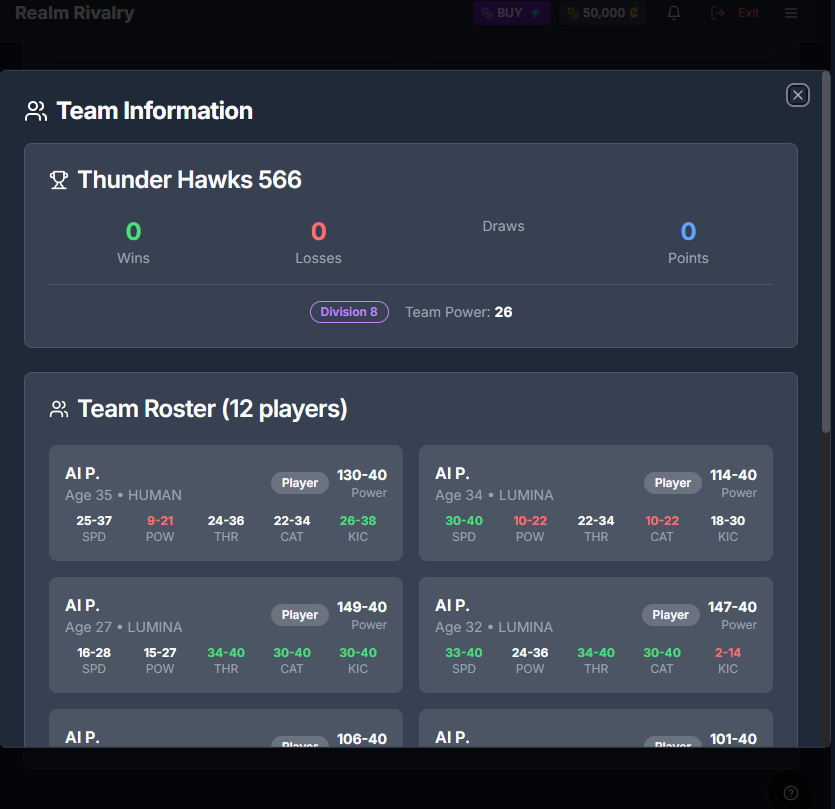 Realm Rivalry
BUY
50,000 ₡
Exit
Team Information
Thunder Hawks 566
0 0 Draws 0
Wins Losses Points
Division 8 Team Power: 26
Team Roster (12 players)
AI P.
Age 35 • HUMAN
Player
130-40
Power
25-37 9-21 24-36 22-34 26-38
SPD POW THR CAT KIC
AI P.
Age 34 • LUMINA
Player
114-40
Power
30-40 10-22 22-34 10-22 18-30
SPD POW THR CAT KIC
AI P.
Age 27 • LUMINA
Player
149-40
Power
16-28 15-27 34-40 30-40 30-40
SPD POW THR CAT KIC
AI P.
Age 32 • LUMINA
Player
147-40
Power
33-40 24-36 34-40 30-40 2-14
SPD POW THR CAT KIC
AI P.
Player
106-40
AI P.
Player
101-40